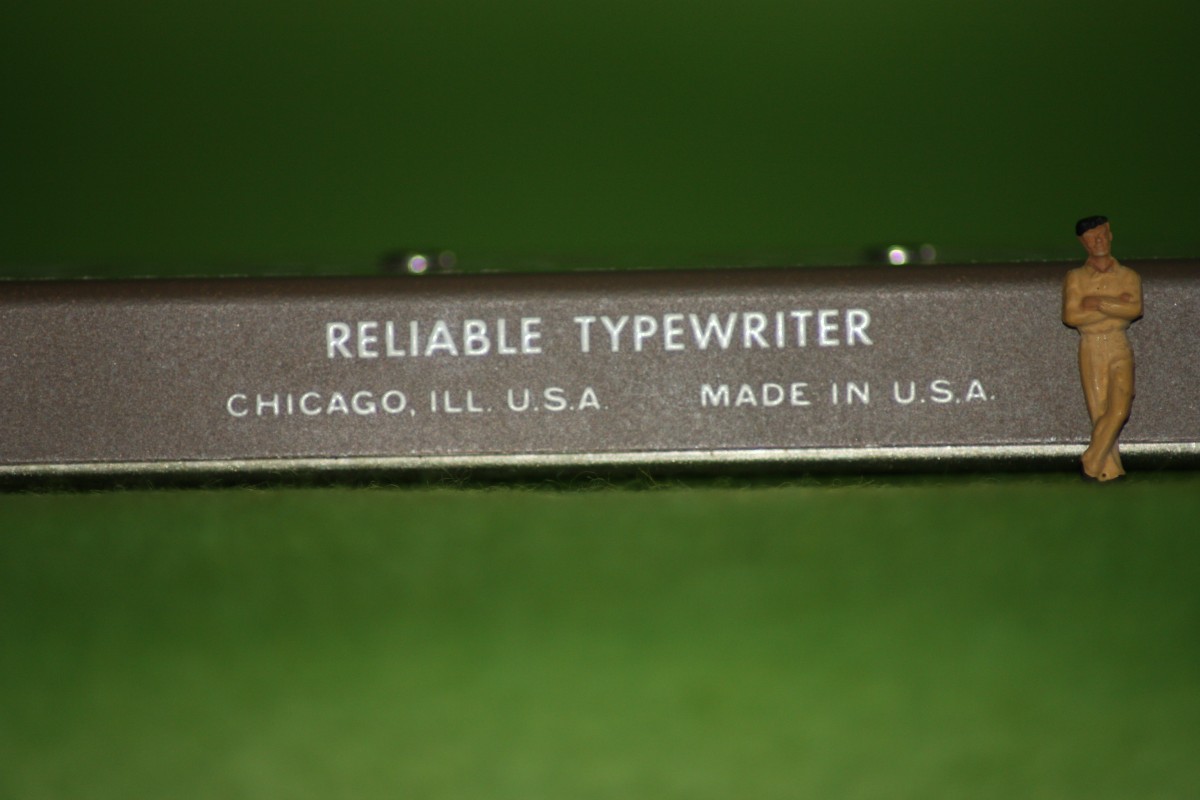 RELIABLE TYPEWRITER
CHICAGO, ILL. U.S.A. MADE IN U.S.A.